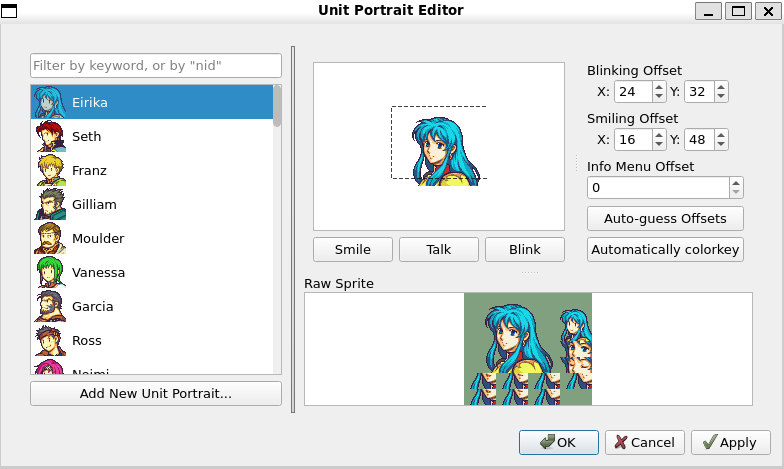 Unit Portrait Editor
Filter by keyword, or by "nid"
Eirika
Seth
Franz
Gilliam
Moulder
Vanessa
Garcia
Ross
Neimi
Add New Unit Portrait...
Smile
Talk
Blink
Raw Sprite
Blinking Offset
X: 24 Y: 32
Smiling Offset
X: 16 Y: 48
Info Menu Offset
0
Auto-guess Offsets
Automatically colorkey
OK
Cancel
Apply